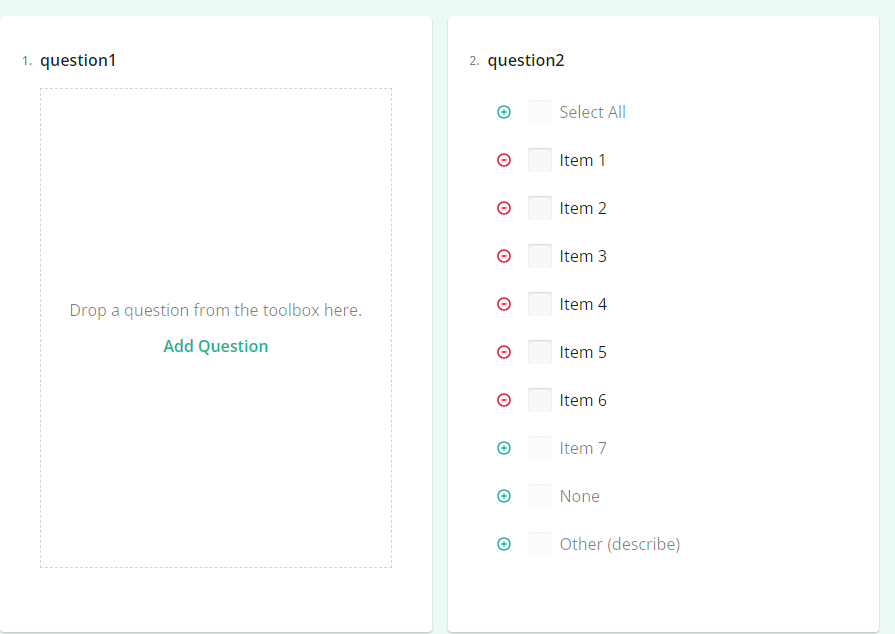 1. question1
Drop a question from the toolbox here.
Add Question
2. question2
Select All
Item 1
Item 2
Item 3
Item 4
Item 5
Item 6
Item 7
None
Other (describe)